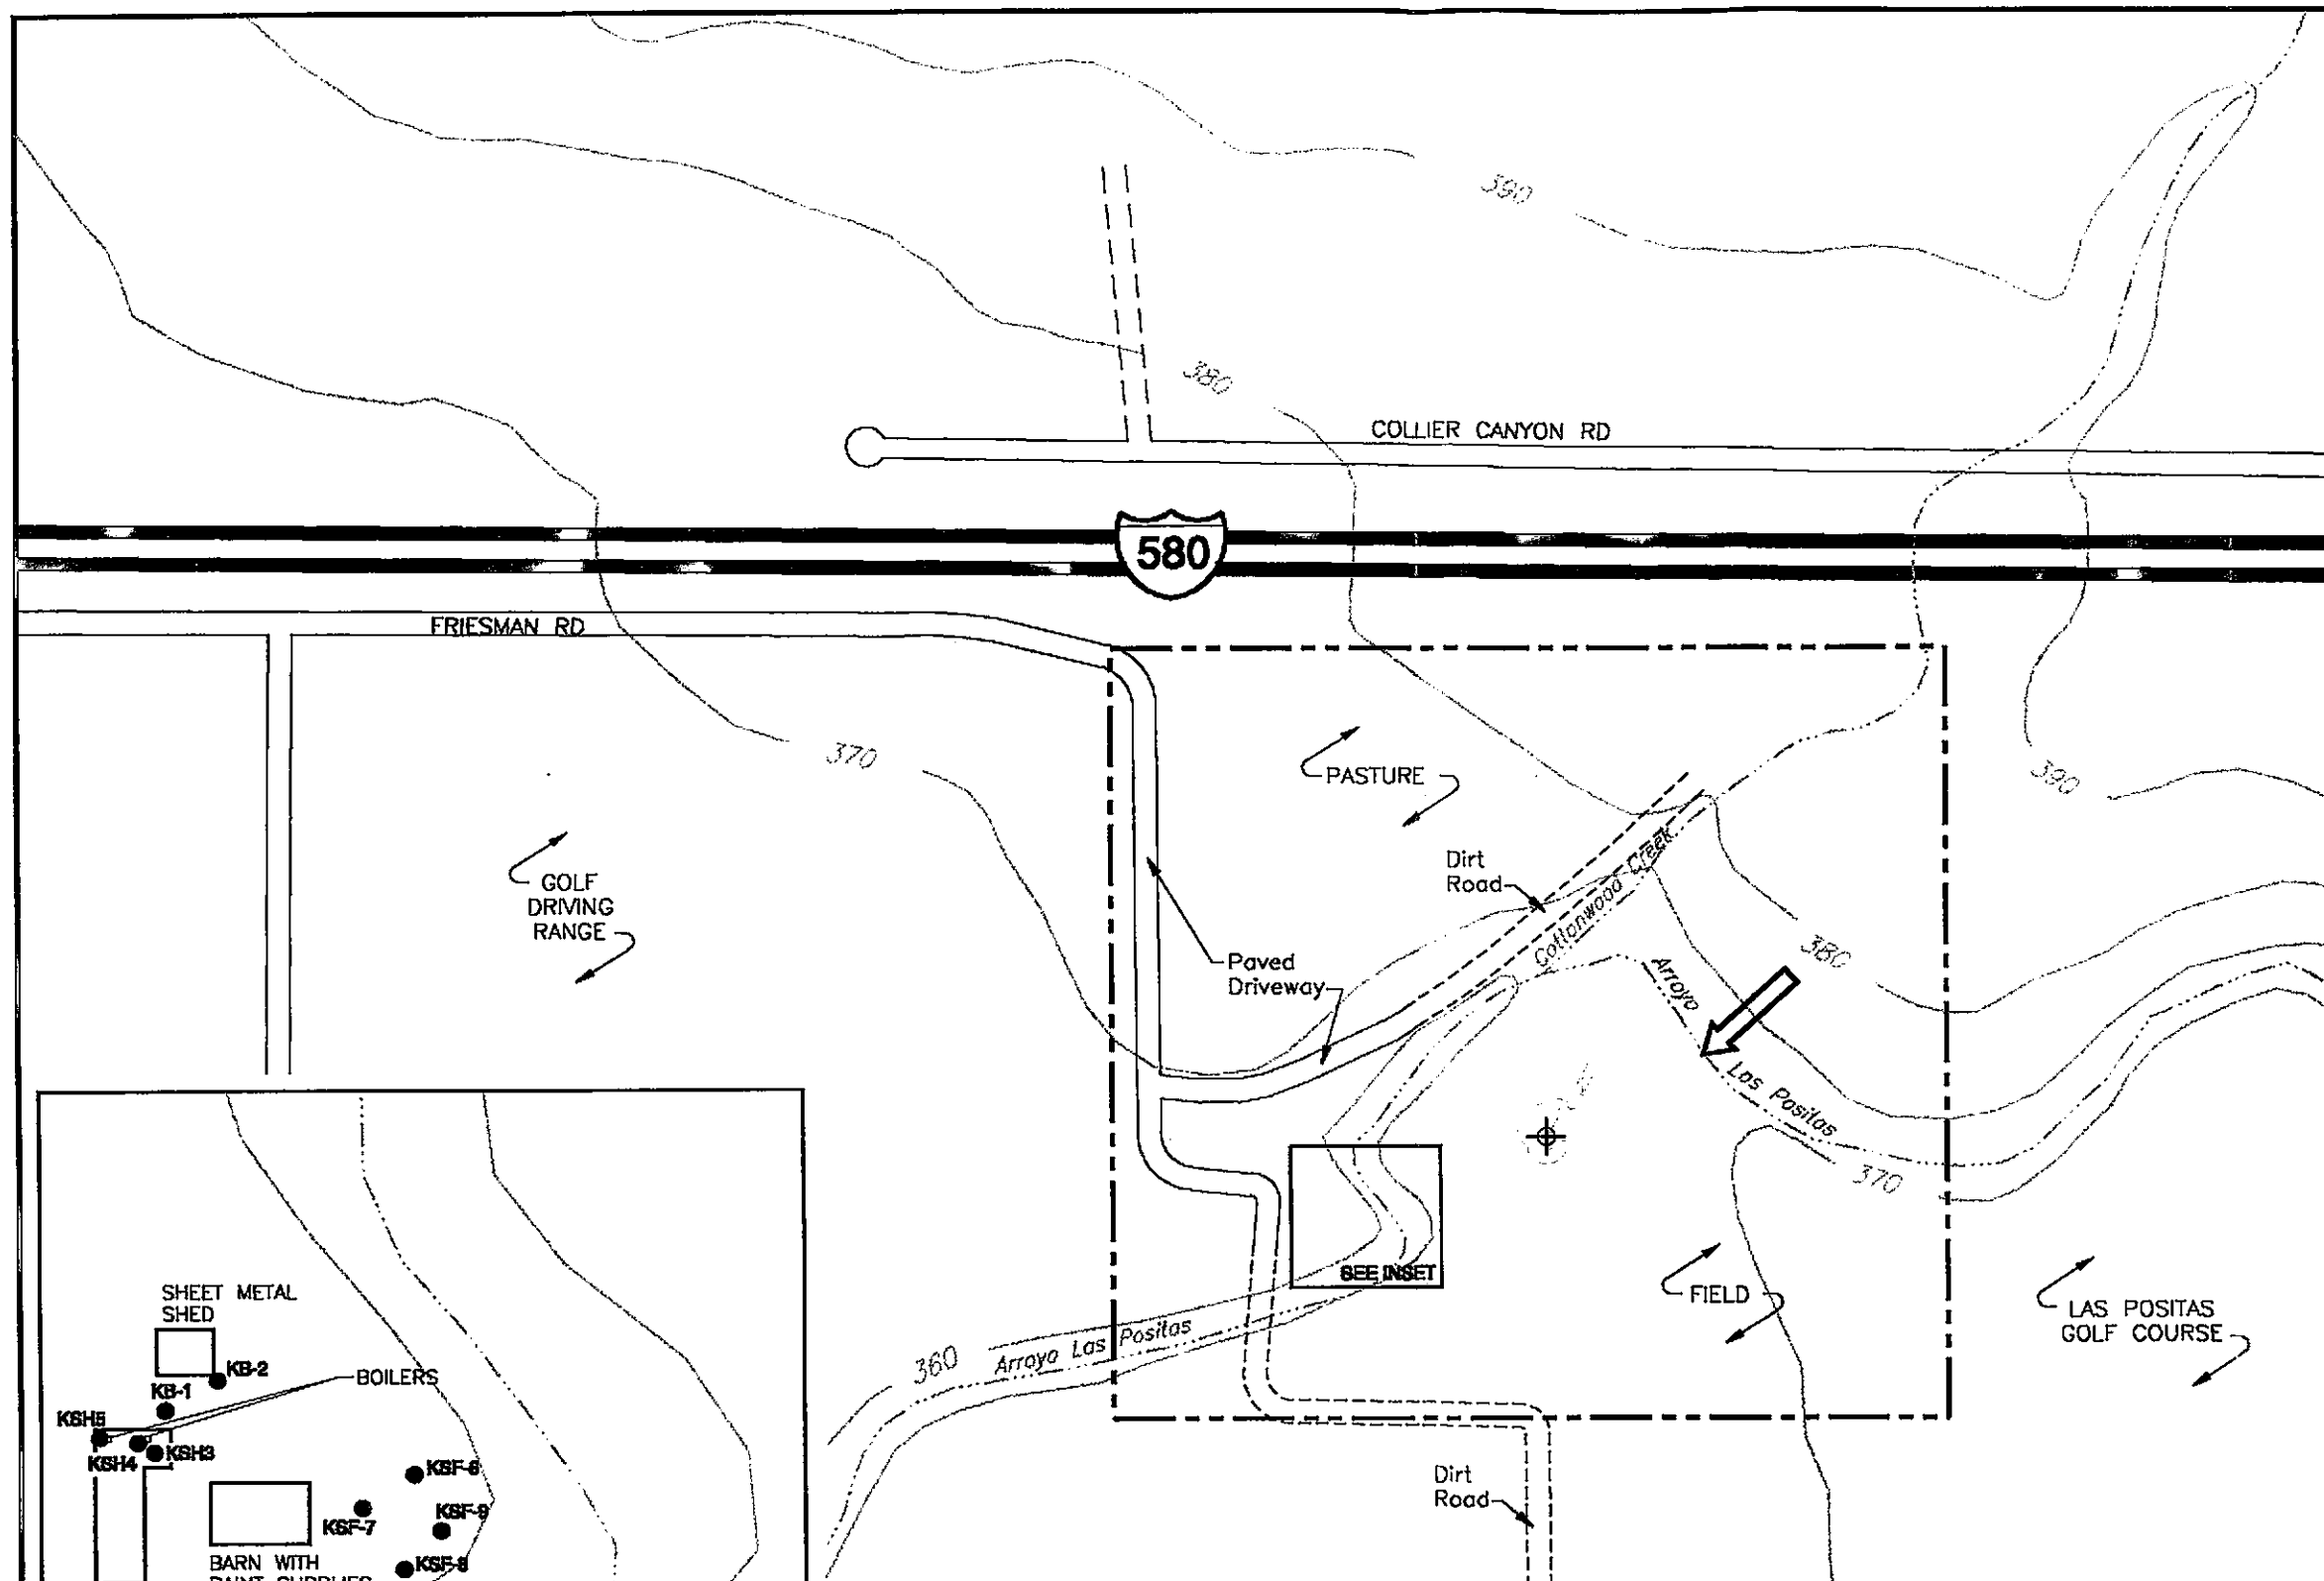 390
380
COLLIER CANYON RD
580
FRIESMAN RD
370
PASTURE
390
GOLF
DRIVING
RANGE
Dirt
Road
Cottonwood Creek
380
Paved
Driveway
Arroyo
Las Positas
370
SEE INSET
FIELD
LAS POSITAS
GOLF COURSE
360
Arroyo Las Positas
SHEET METAL
SHED
KB-2
BOILERS
KB-1
KSH5
KSH4
KSH3
KSF-6
KSF-7
KSF-9
KSF-8
BARN WITH
PAINT SUPPLIES
Dirt
Road